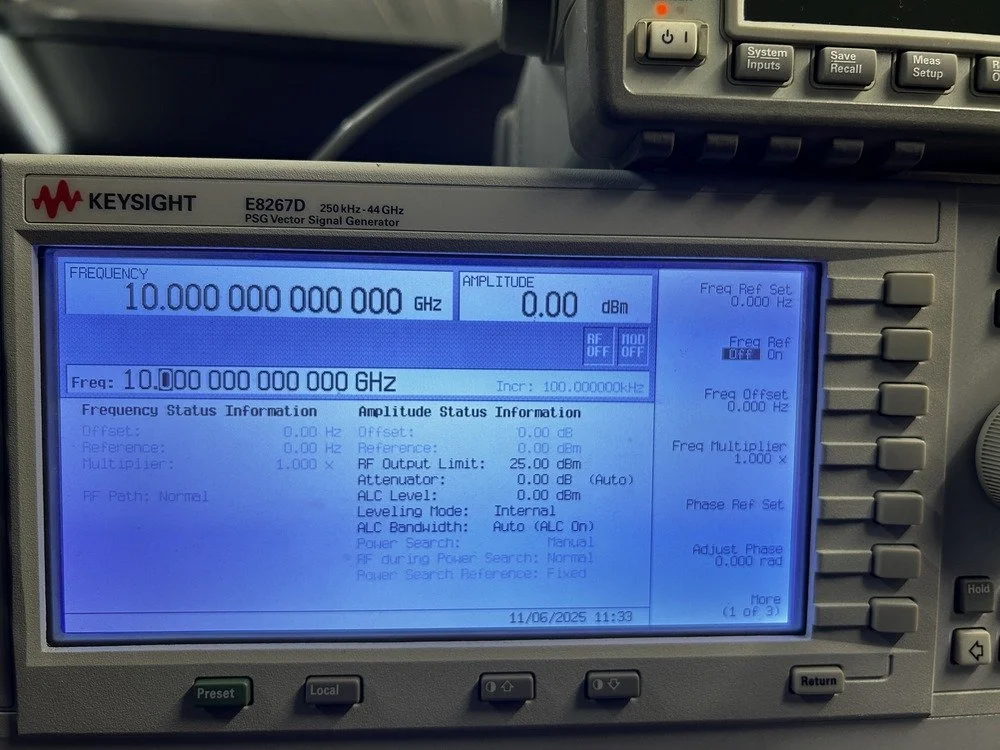 System
Inputs
Save
Recall
Meas
Setup
KEYSIGHT
E8267D 250 kHz - 44 GHz
PSG Vector Signal Generator
FREQUENCY
10.000 000 000 000 GHz
AMPLITUDE
0.00 dBm
RF
OFF
MOD
OFF
Freq: 10.000 000 000 000 GHz
Incr: 100.000000kHz
Frequency Status Information
Offset: 0.00 Hz
Reference: 0.00 Hz
Multiplier: 1.000 x
RF Path: Normal
Amplitude Status Information
Offset: 0.00 dB
Reference: 0.00 dBm
RF Output Limit: 25.00 dBm
Attenuator: 0.00 dB (Auto)
ALC Level: 0.00 dBm
Leveling Mode: Internal
ALC Bandwidth: Auto (ALC On)
Power Search: Manual
RF during Power Search: Normal
Power Search Reference: Fixed
11/06/2025 11:33
Freq Ref Set
0.000 Hz
Freq Ref
Off On
Freq Offset
0.000 Hz
Freq Multiplier
1.000 x
Phase Ref Set
Adjust Phase
0.000 rad
More
(1 of 3)
Hold
Preset
Local
Return